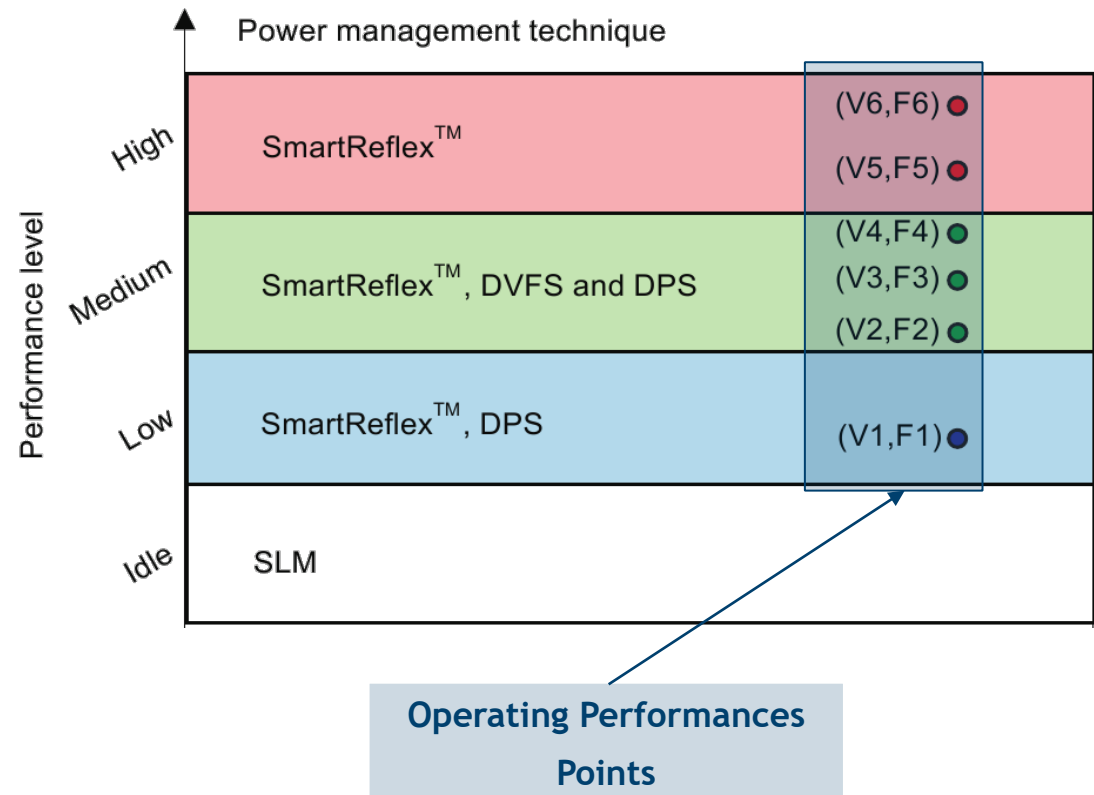 Power management technique
Performance level
High
SmartReflex™
(V6,F6)
(V5,F5)
Medium
SmartReflex™, DVFS and DPS
(V4,F4)
(V3,F3)
(V2,F2)
Low
SmartReflex™, DPS
(V1,F1)
Idle
SLM
Operating Performances
Points